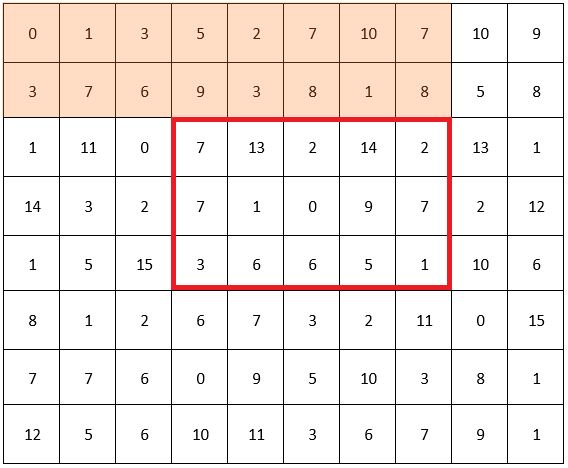 0 1 3 5 2 7 10 7 10 9
3 7 6 9 3 8 1 8 5 8
1 11 0 7 13 2 14 2 13 1
14 3 2 7 1 0 9 7 2 12
1 5 15 3 6 6 5 1 10 6
8 1 2 6 7 3 2 11 0 15
7 7 6 0 9 5 10 3 8 1
12 5 6 10 11 3 6 7 9 1